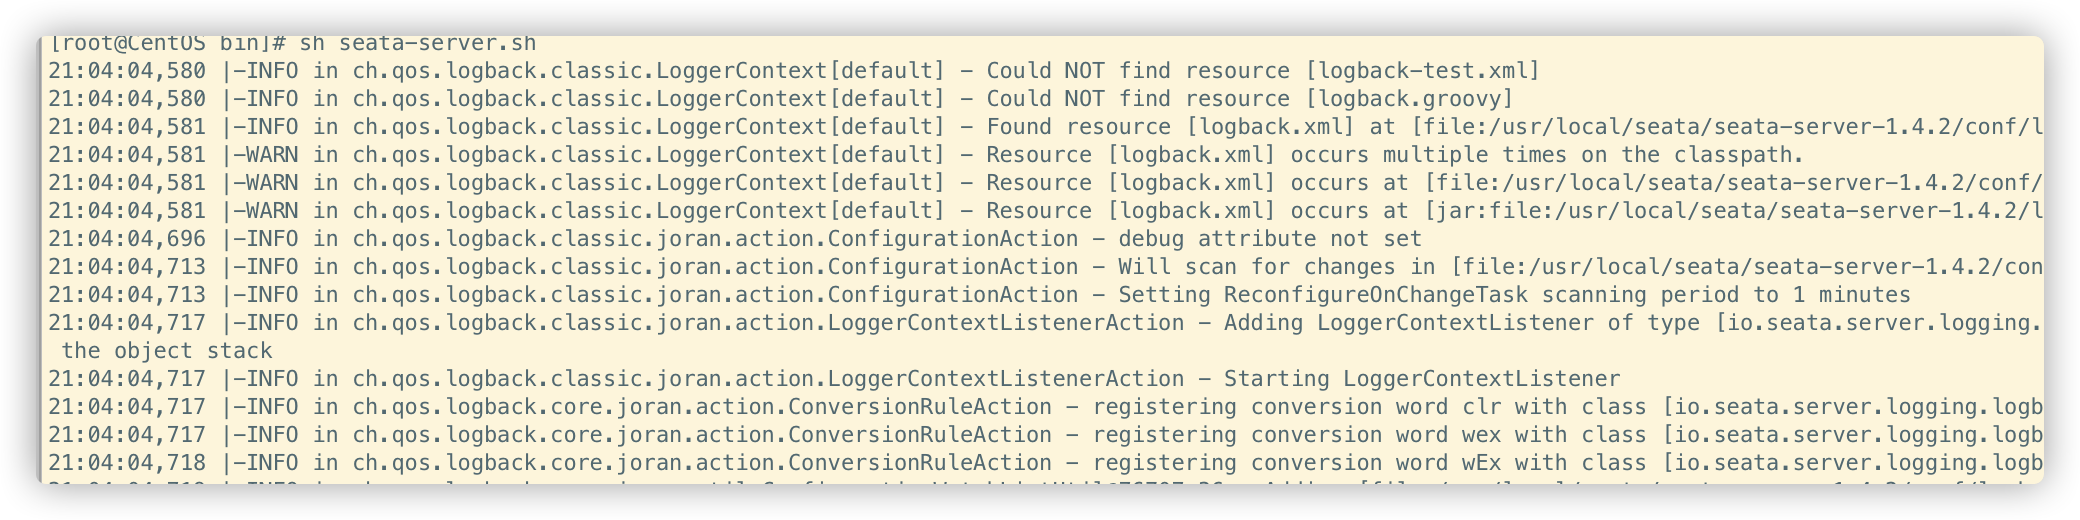 [root@CentOS bin]# sh seata-server.sh
21:04:04,580 |-INFO in ch.qos.logback.classic.LoggerContext[default] - Could NOT find resource [logback-test.xml]
21:04:04,580 |-INFO in ch.qos.logback.classic.LoggerContext[default] - Could NOT find resource [logback.groovy]
21:04:04,581 |-INFO in ch.qos.logback.classic.LoggerContext[default] - Found resource [logback.xml] at [file:/usr/local/seata/seata-server-1.4.2/conf/l
21:04:04,581 |-WARN in ch.qos.logback.classic.LoggerContext[default] - Resource [logback.xml] occurs multiple times on the classpath.
21:04:04,581 |-WARN in ch.qos.logback.classic.LoggerContext[default] - Resource [logback.xml] occurs at [file:/usr/local/seata/seata-server-1.4.2/conf/
21:04:04,581 |-WARN in ch.qos.logback.classic.LoggerContext[default] - Resource [logback.xml] occurs at [jar:file:/usr/local/seata/seata-server-1.4.2/l
21:04:04,696 |-INFO in ch.qos.logback.classic.joran.action.ConfigurationAction - debug attribute not set
21:04:04,713 |-INFO in ch.qos.logback.classic.joran.action.ConfigurationAction - Will scan for changes in [file:/usr/local/seata/seata-server-1.4.2/con
21:04:04,713 |-INFO in ch.qos.logback.classic.joran.action.ConfigurationAction - Setting ReconfigureOnChangeTask scanning period to 1 minutes
21:04:04,717 |-INFO in ch.qos.logback.classic.joran.action.LoggerContextListenerAction - Adding LoggerContextListener of type [io.seata.server.logging.
the object stack
21:04:04,717 |-INFO in ch.qos.logback.classic.joran.action.LoggerContextListenerAction - Starting LoggerContextListener
21:04:04,717 |-INFO in ch.qos.logback.core.joran.action.ConversionRuleAction - registering conversion word clr with class [io.seata.server.logging.logb
21:04:04,717 |-INFO in ch.qos.logback.core.joran.action.ConversionRuleAction - registering conversion word wex with class [io.seata.server.logging.logb
21:04:04,718 |-INFO in ch.qos.logback.core.joran.action.ConversionRuleAction - registering conversion word wEx with class [io.seata.server.logging.logb